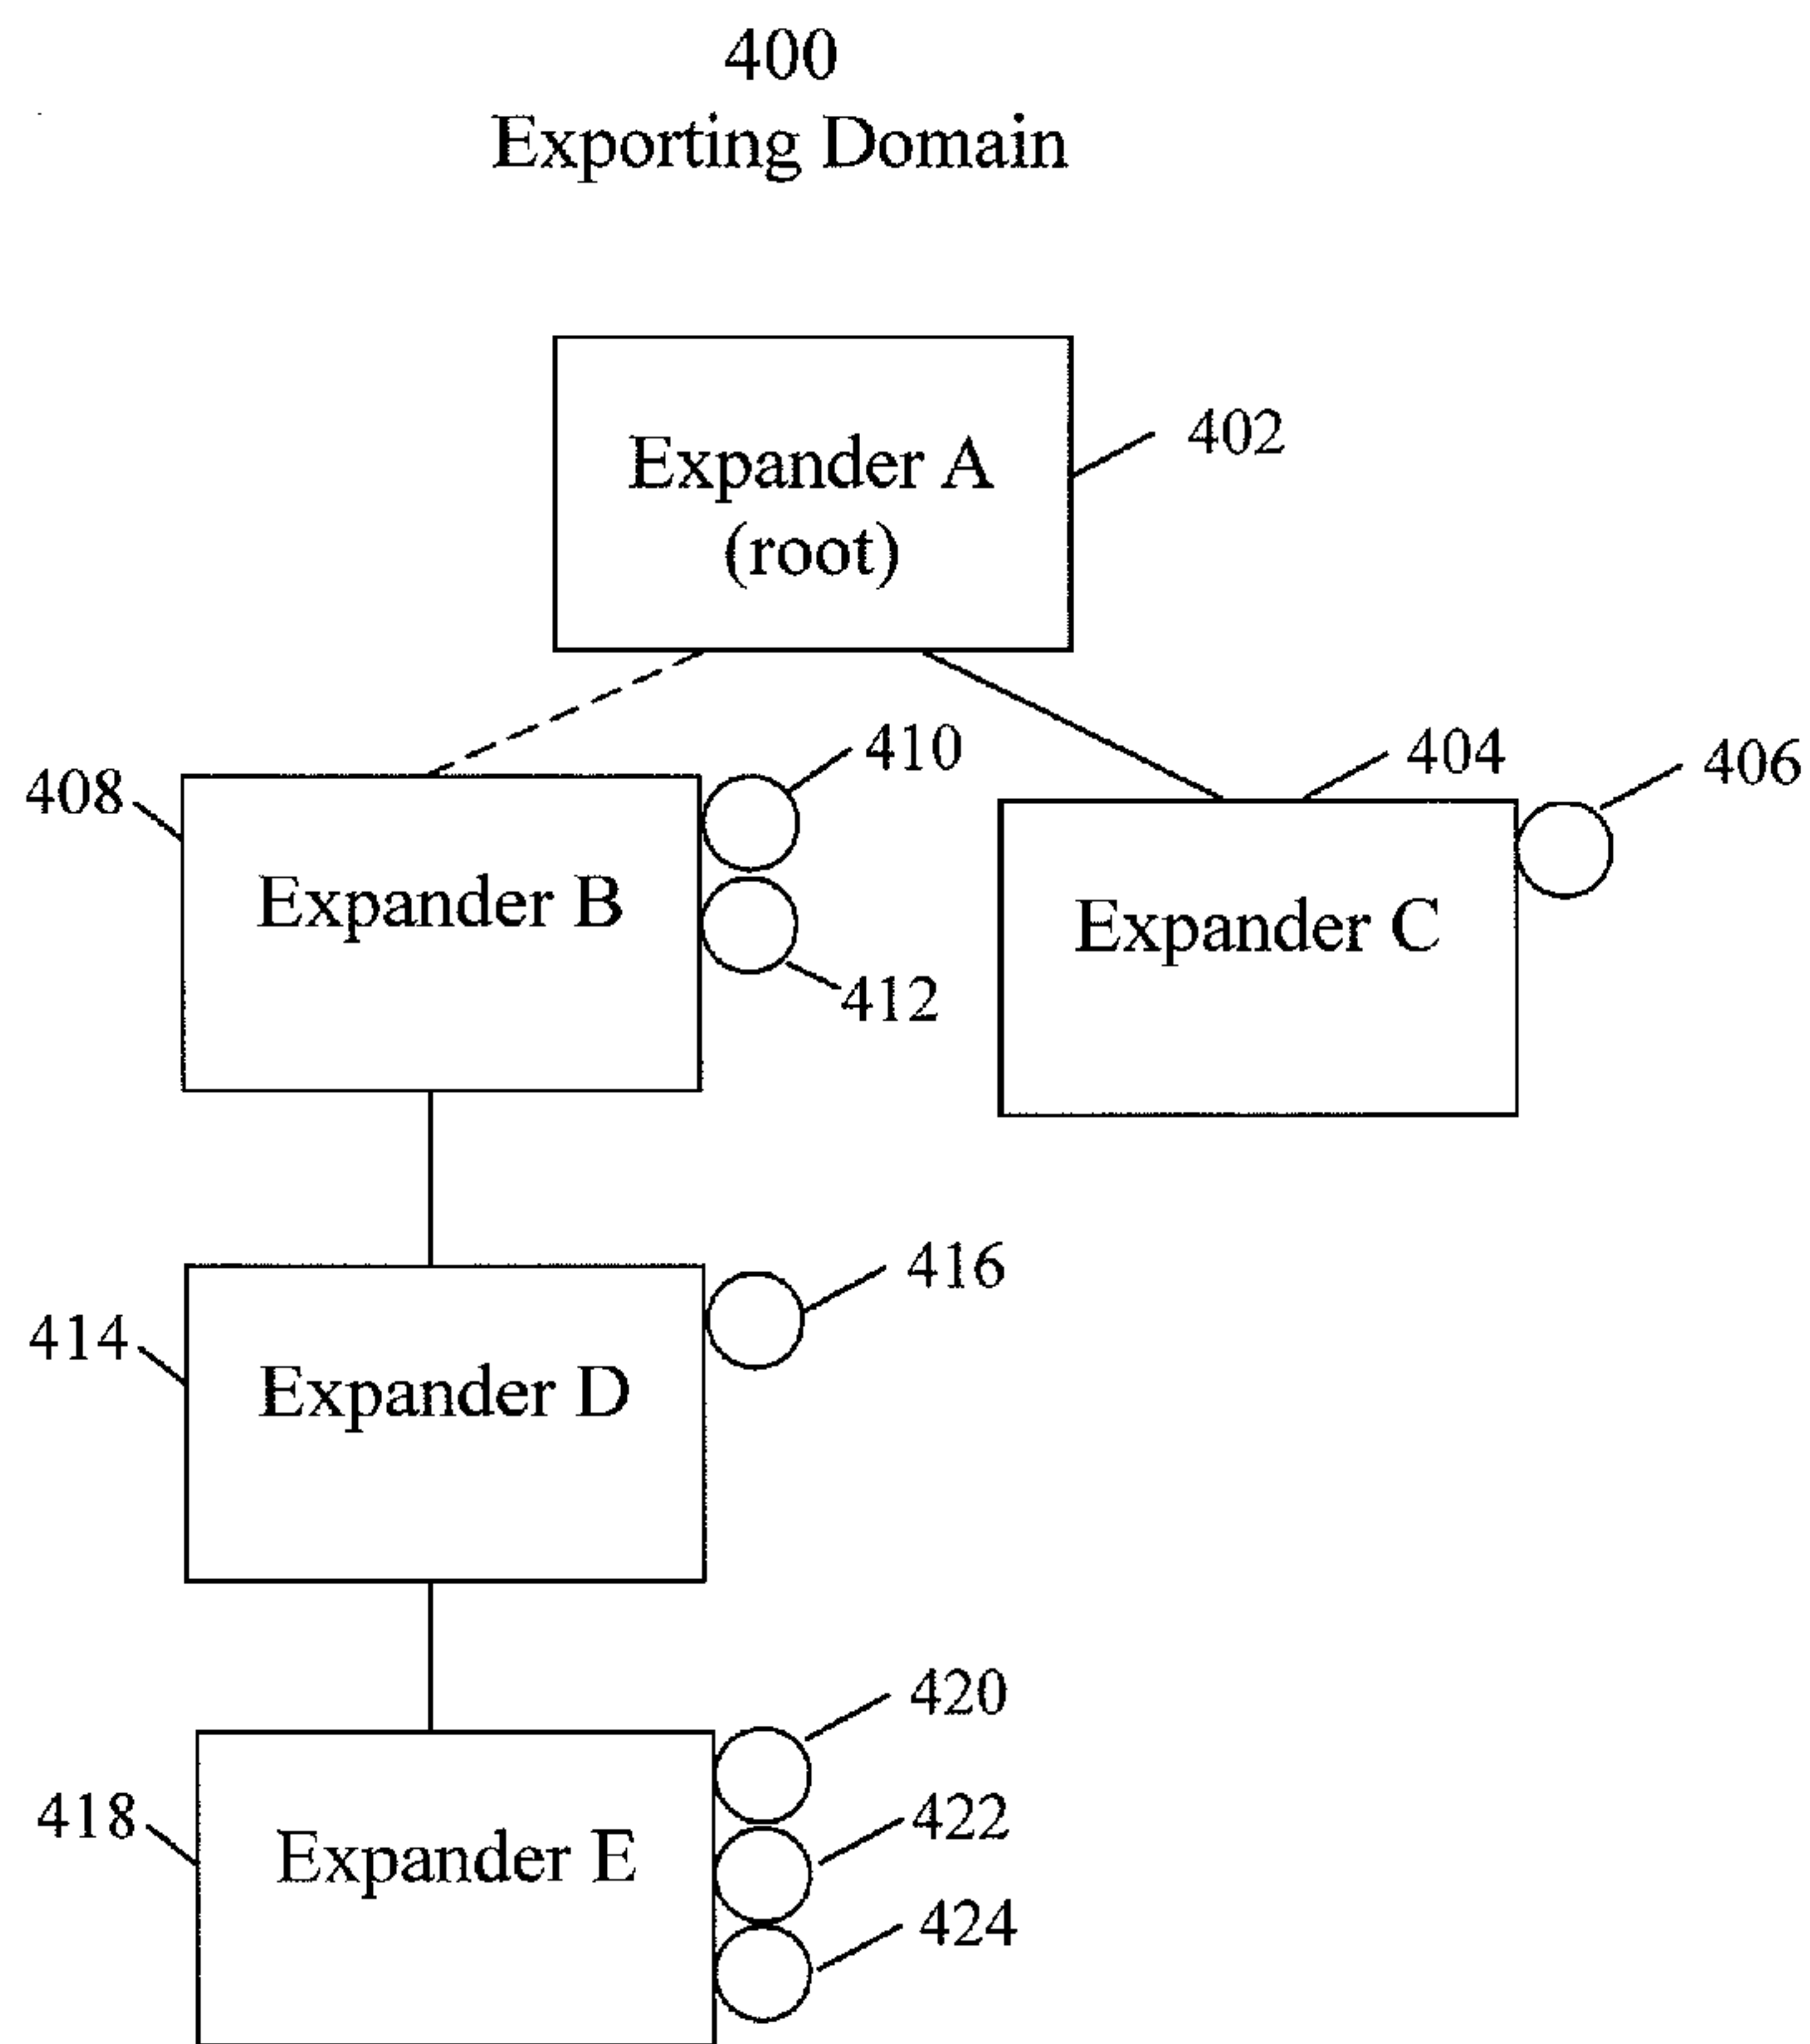 400
Exporting Domain
Expander A
(root)
402
410
404
406
408
Expander B
Expander C
412
416
414
Expander D
420
422
418
Expander E
424